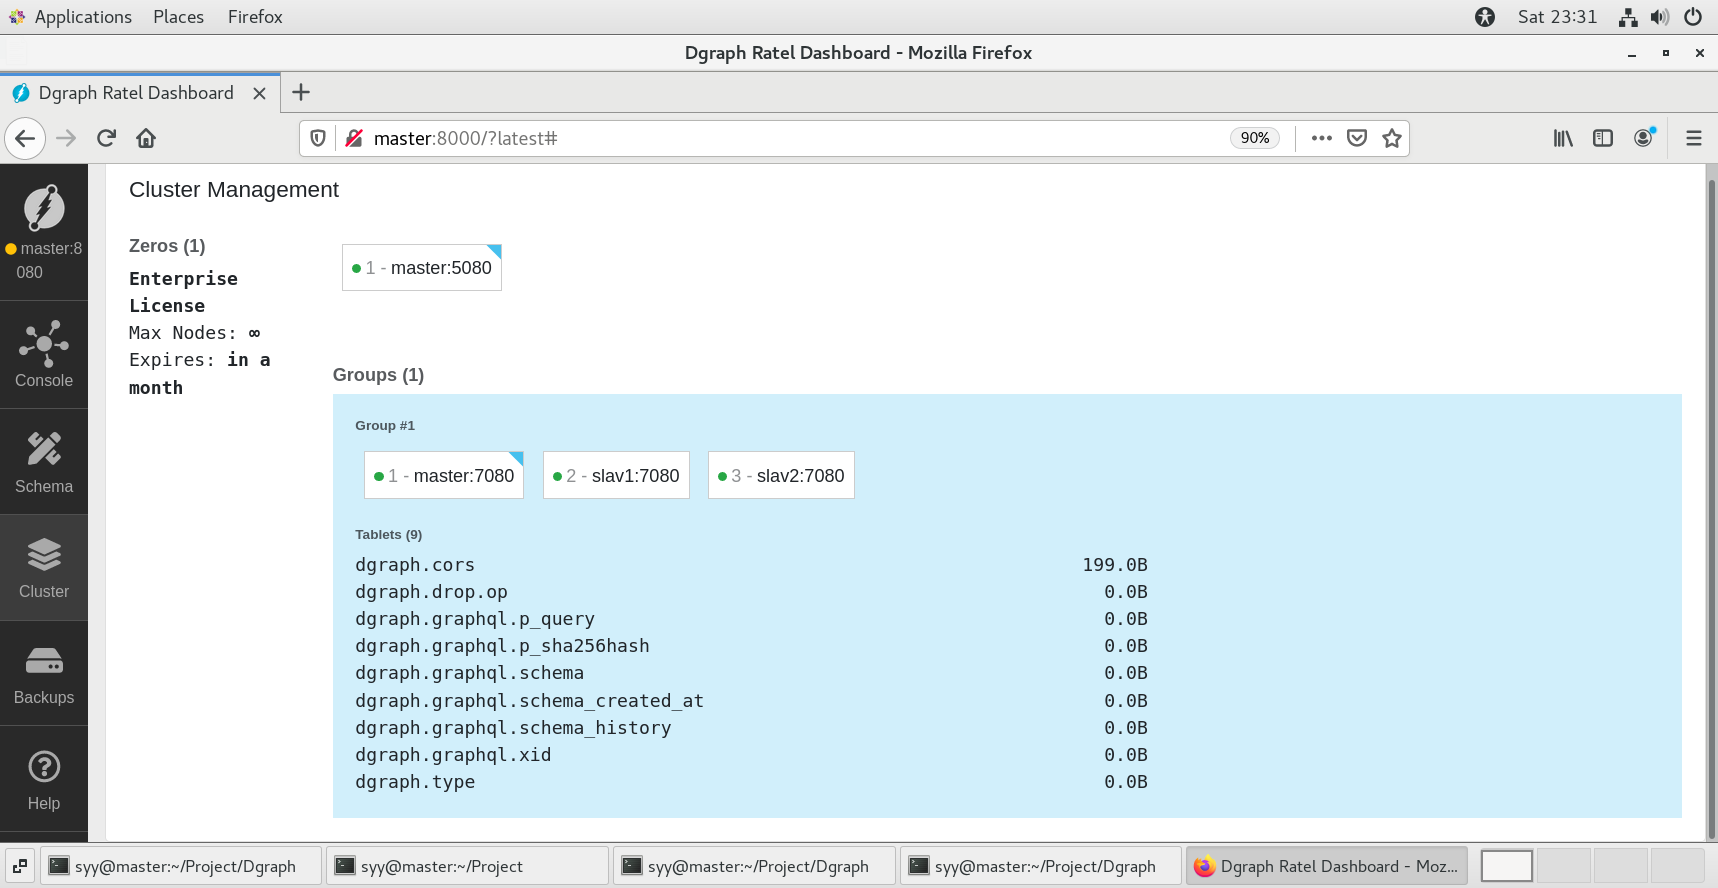 Applications Places Firefox Sat 23:31
Dgraph Ratel Dashboard - Mozilla Firefox
Dgraph Ratel Dashboard
master:8000/?latest# 90%
master:8
080
Console
Schema
Cluster
Backups
Help
Cluster Management
Zeros (1)
Enterprise
License
Max Nodes: ∞
Expires: in a
month
1 - master:5080
Groups (1)
Group #1
1 - master:7080 2 - slav1:7080 3 - slav2:7080
Tablets (9)
dgraph.cors 199.0B
dgraph.drop.op 0.0B
dgraph.graphql.p_query 0.0B
dgraph.graphql.p_sha256hash 0.0B
dgraph.graphql.schema 0.0B
dgraph.graphql.schema_created_at 0.0B
dgraph.graphql.schema_history 0.0B
dgraph.graphql.xid 0.0B
dgraph.type 0.0B
syy@master:~/Project/Dgraph syy@master:~/Project syy@master:~/Project/Dgraph syy@master:~/Project/Dgraph Dgraph Ratel Dashboard - Moz...